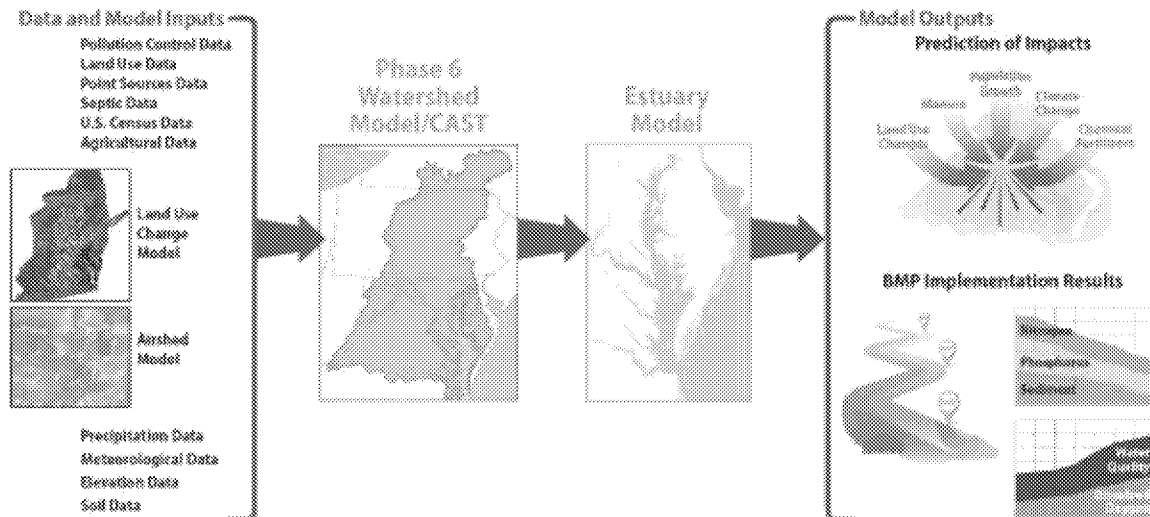 Data and Model Inputs
Pollution Control Data
Land Use Data
Point Sources Data
Septic Data
U.S. Census Data
Agricultural Data
Land Use
Change
Model
Airshed
Model
Precipitation Data
Meteorological Data
Elevation Data
Soil Data
Phase 6
Watershed
Model/CAST
Estuary
Model
Model Outputs
Prediction of Impacts
Land Use
Change
Manure
Population
Growth
Climate
Change
Chemical
Fertilizers
BMP Implementation Results
Nitrogen
Phosphorus
Sediment
Water
Clarity